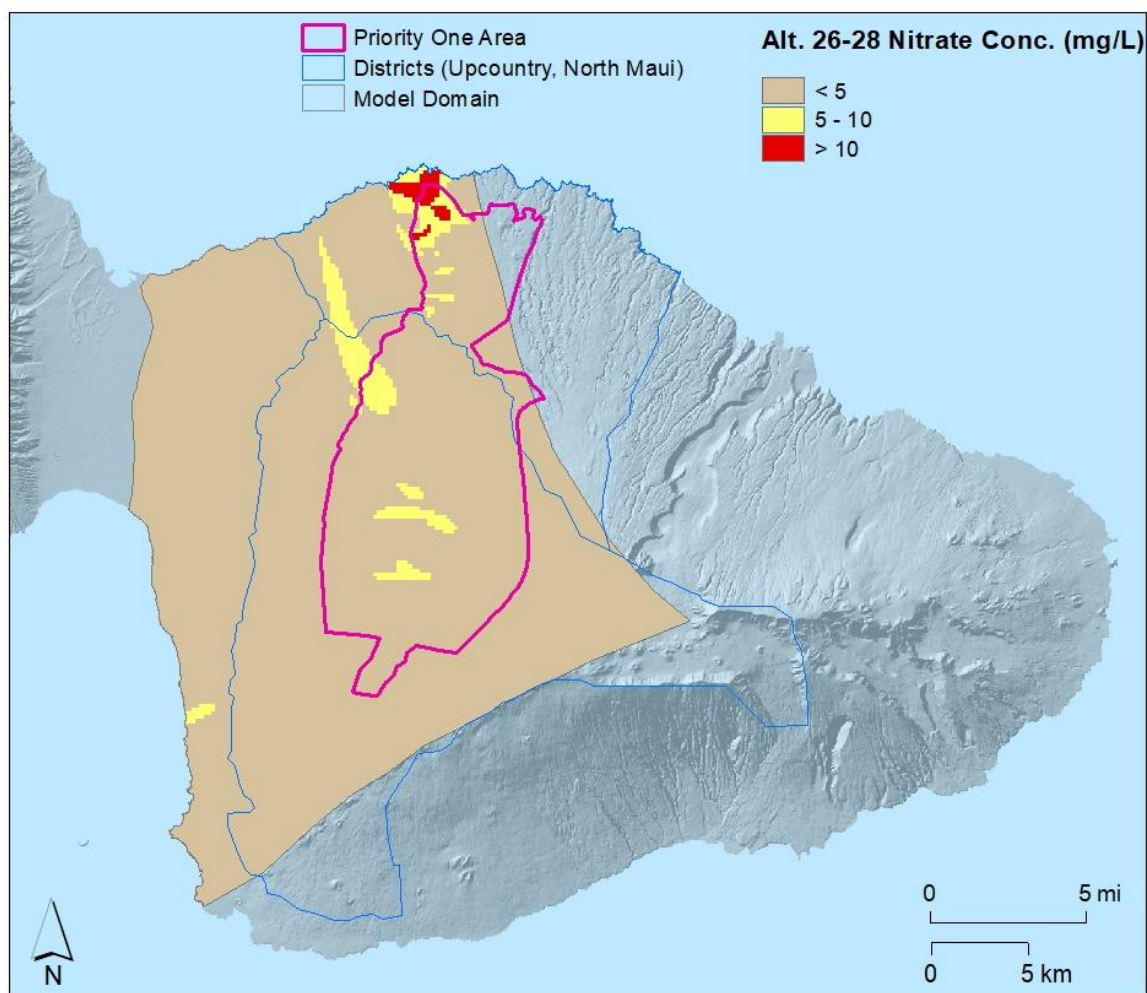 Priority One Area
Districts (Upcountry, North Maui)
Model Domain
Alt. 26-28 Nitrate Conc. (mg/L)
< 5
5 - 10
> 10
0 5 mi
0 5 km
N